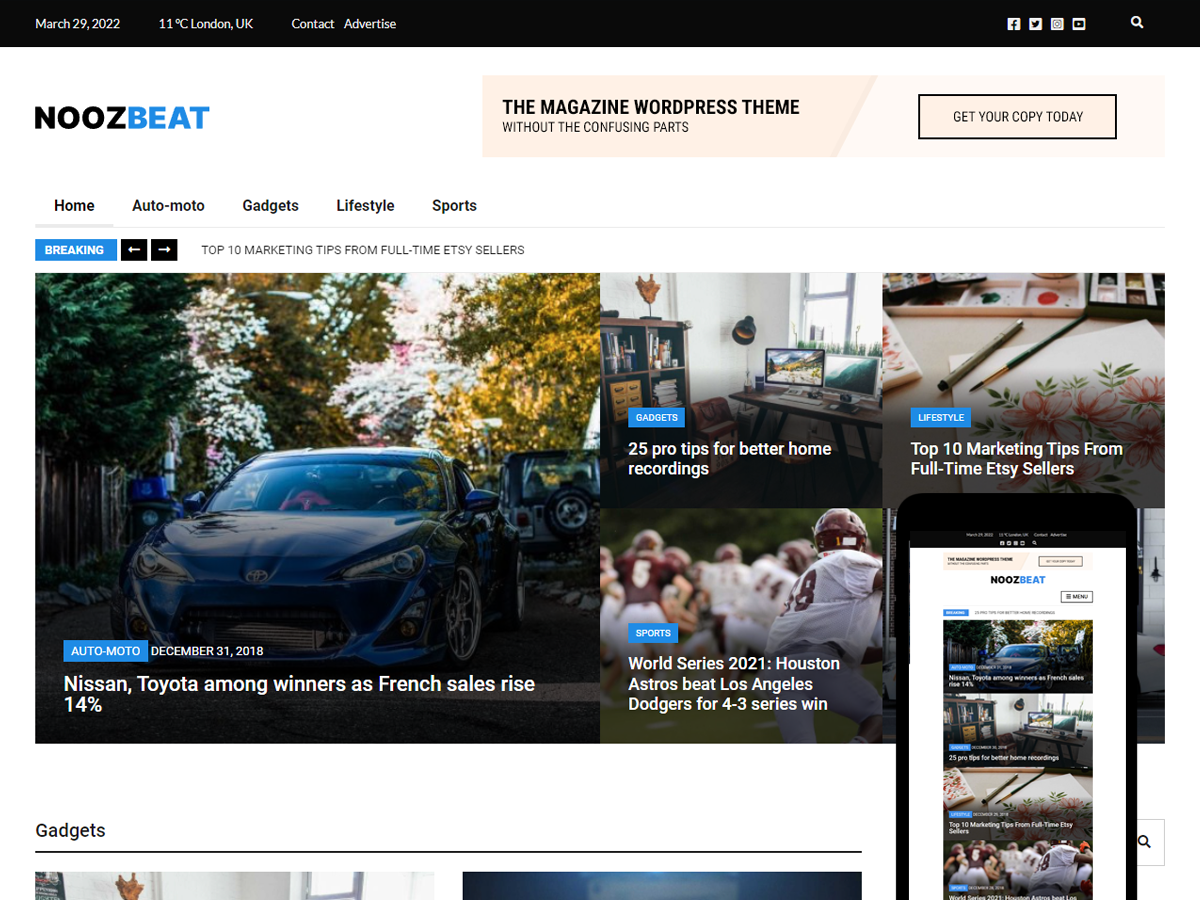 March 29, 2022 11 °C London, UK Contact Advertise
NOOZBEAT
THE MAGAZINE WORDPRESS THEME
WITHOUT THE CONFUSING PARTS
GET YOUR COPY TODAY
Home Auto-moto Gadgets Lifestyle Sports
BREAKING
TOP 10 MARKETING TIPS FROM FULL-TIME ETSY SELLERS
AUTO-MOTO DECEMBER 31, 2018
Nissan, Toyota among winners as French sales rise
14%
GADGETS
25 pro tips for better home
recordings
LIFESTYLE
Top 10 Marketing Tips From
Full-Time Etsy Sellers
SPORTS
World Series 2021: Houston
Astros beat Los Angeles
Dodgers for 4-3 series win
Gadgets
March 29, 2022 11 °C London, UK Contact Advertise
THE MAGAZINE WORDPRESS THEME
WITHOUT THE CONFUSING PARTS
GET YOUR COPY TODAY
NOOZBEAT
MENU
BREAKING
25 PRO TIPS FOR BETTER HOME RECORDINGS
AUTO-MOTO DECEMBER 31, 2018
Nissan, Toyota among winners as French sales
rise 14%
GADGETS
25 pro tips for better home recordings
LIFESTYLE
Top 10 Marketing Tips From Full-Time Etsy
Sellers
SPORTS
World Series 2021: Houston Astros beat Los